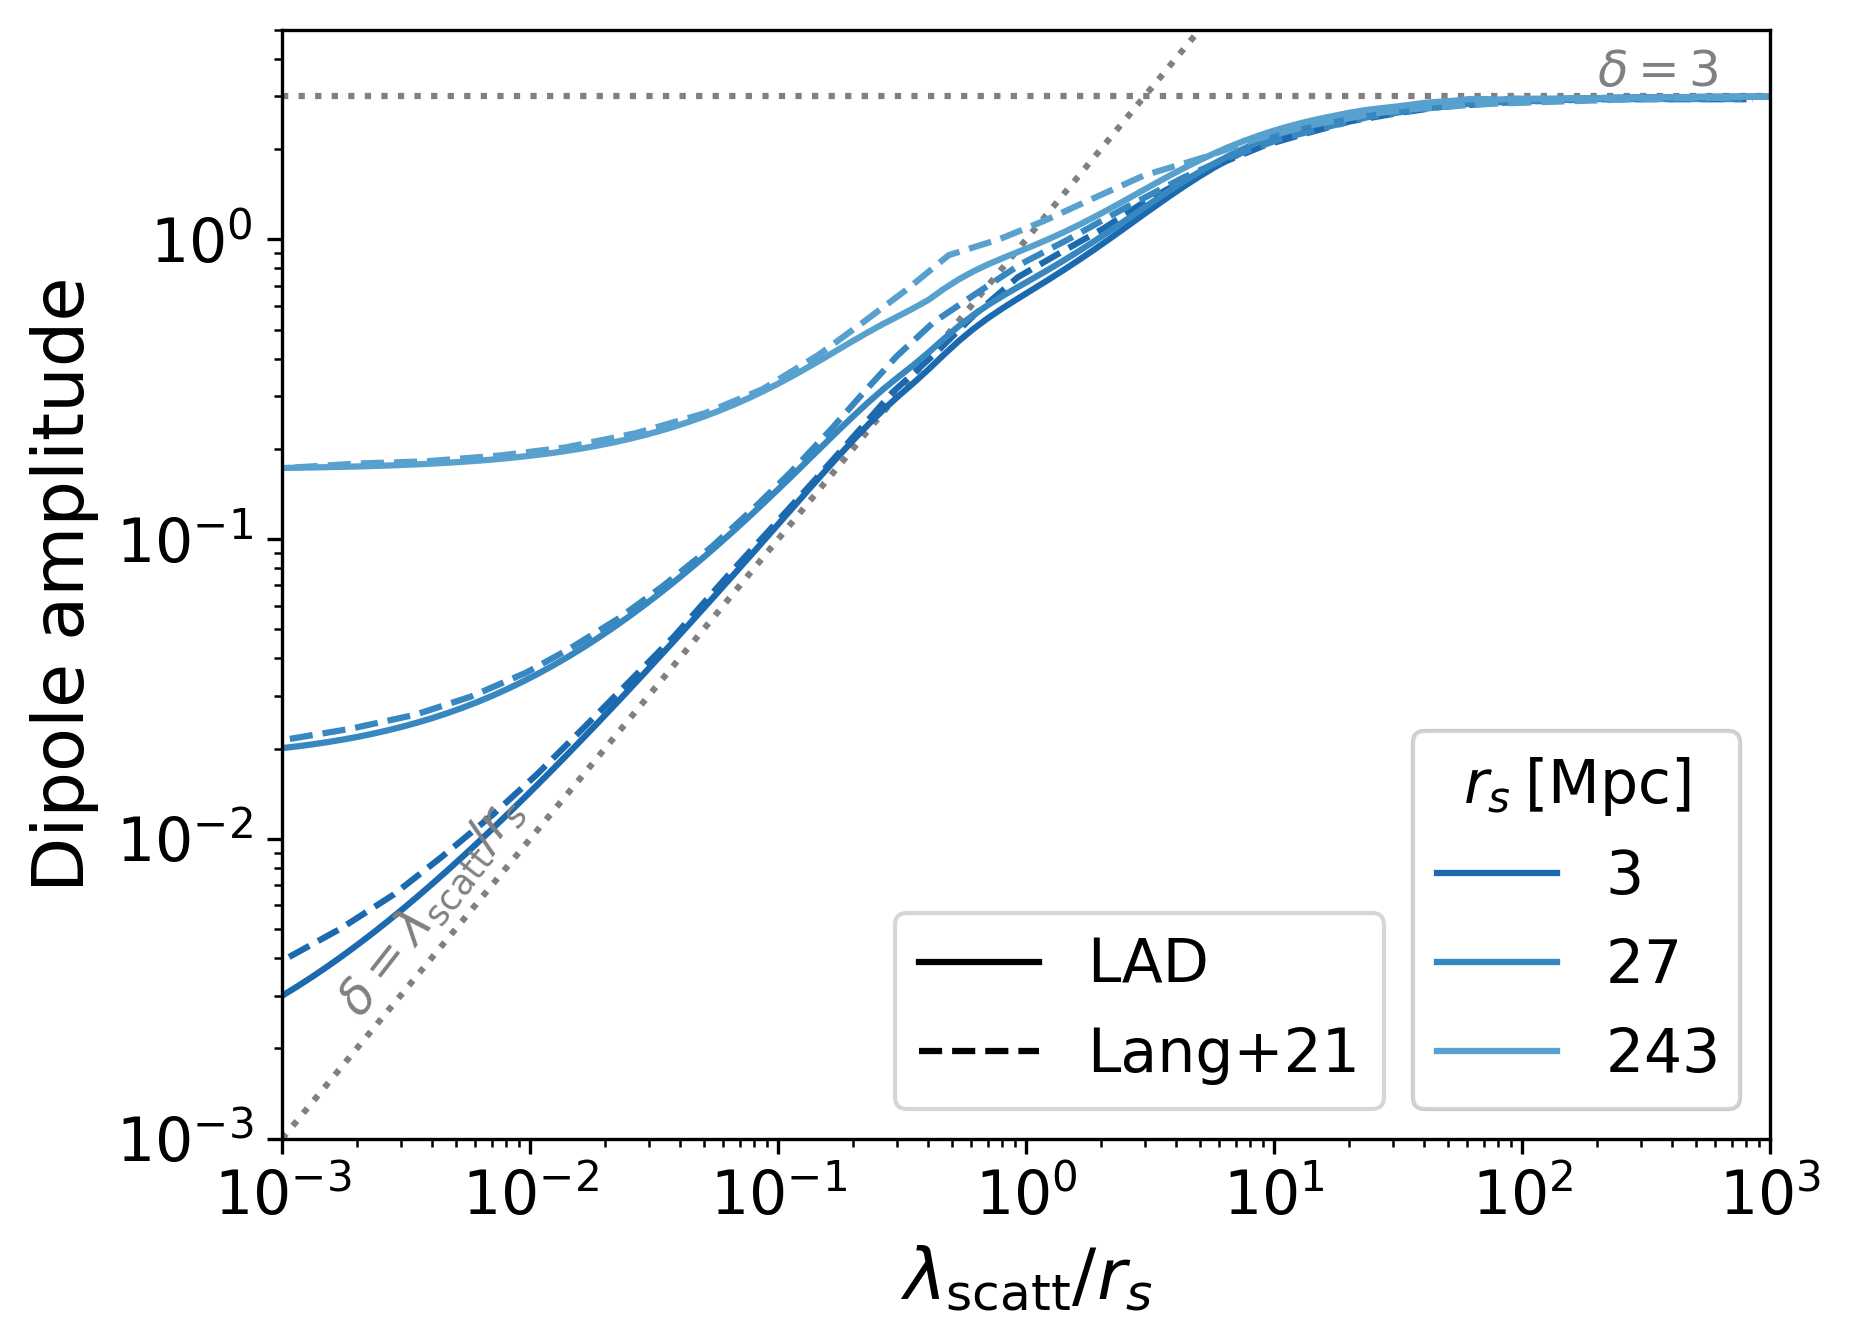 δ = 3
10⁰
10⁻¹
10⁻²
10⁻³
Dipole amplitude
δ = λscatt/rs
rs [Mpc]
3
27
243
LAD
Lang+21
10⁻³ 10⁻² 10⁻¹ 10⁰ 10¹ 10² 10³
λscatt/rs